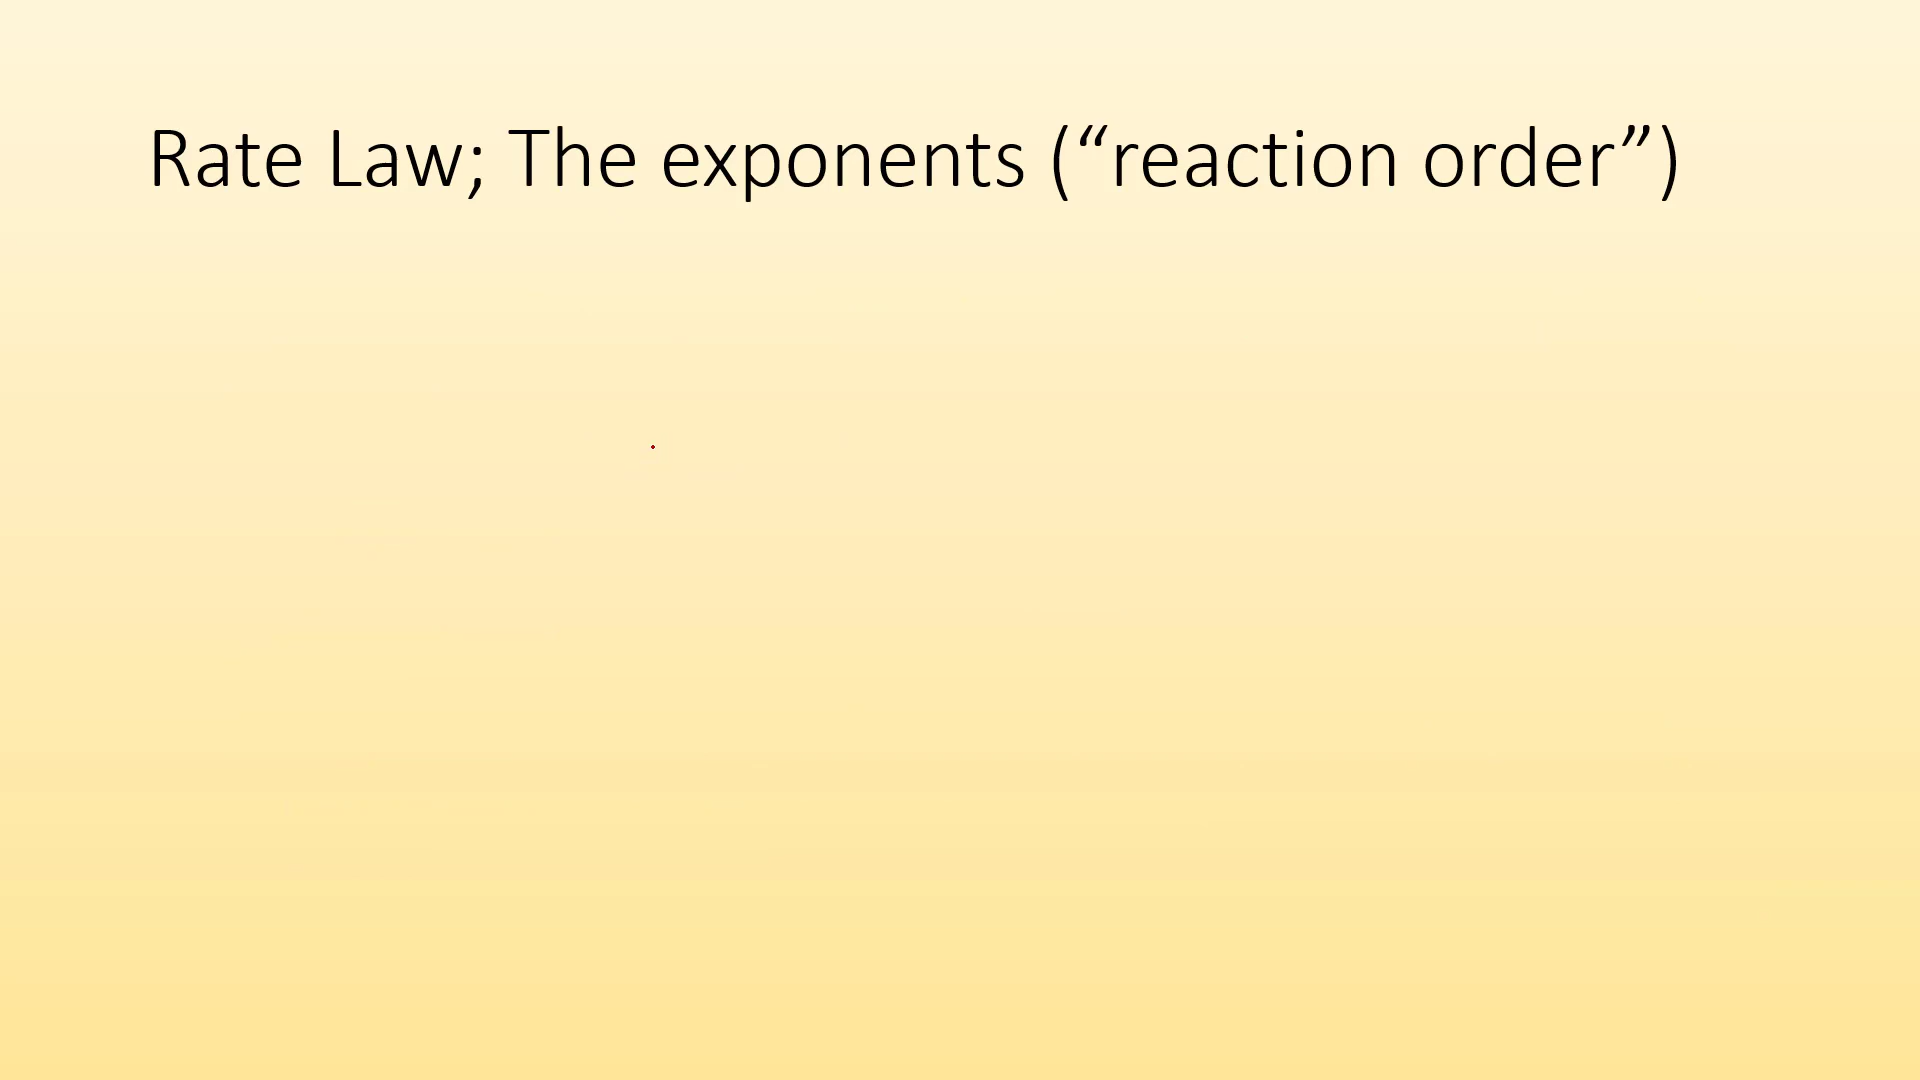 Rate Law; The exponents (“reaction order”)